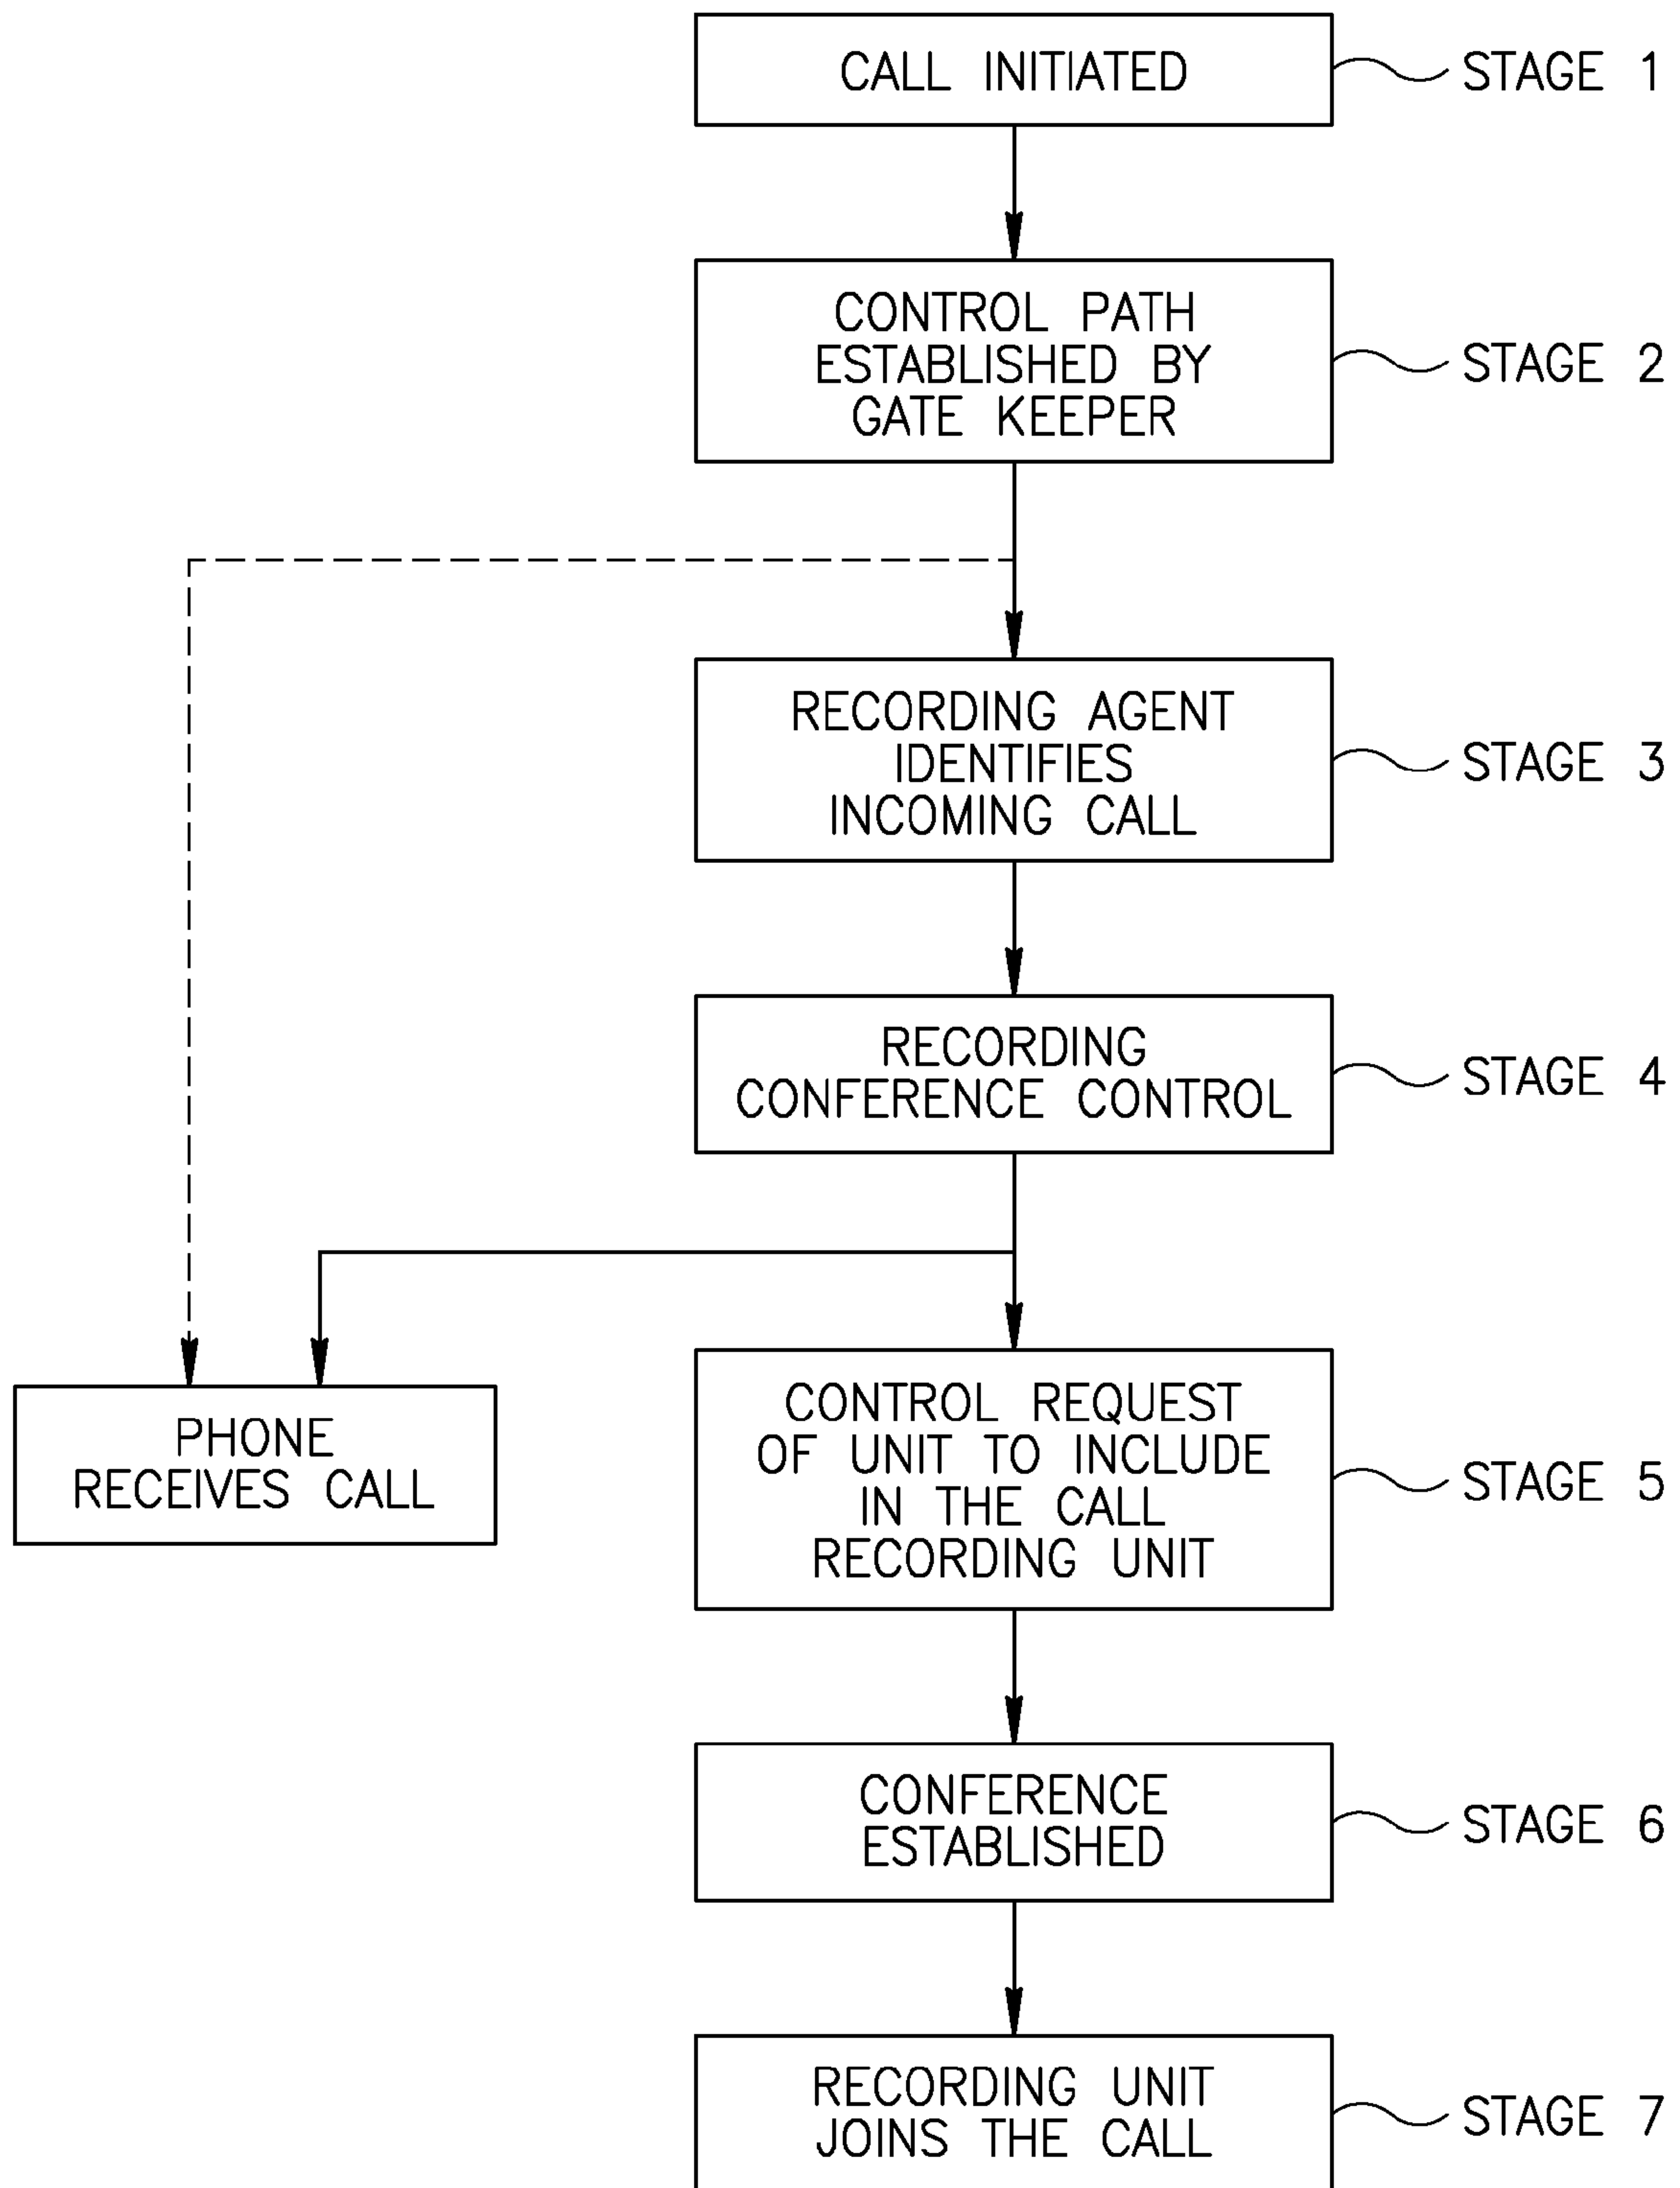 CALL INITIATED
STAGE 1
CONTROL PATH
ESTABLISHED BY
GATE KEEPER
STAGE 2
RECORDING AGENT
IDENTIFIES
INCOMING CALL
STAGE 3
RECORDING
CONFERENCE CONTROL
STAGE 4
PHONE
RECEIVES CALL
CONTROL REQUEST
OF UNIT TO INCLUDE
IN THE CALL
RECORDING UNIT
STAGE 5
CONFERENCE
ESTABLISHED
STAGE 6
RECORDING UNIT
JOINS THE CALL
STAGE 7